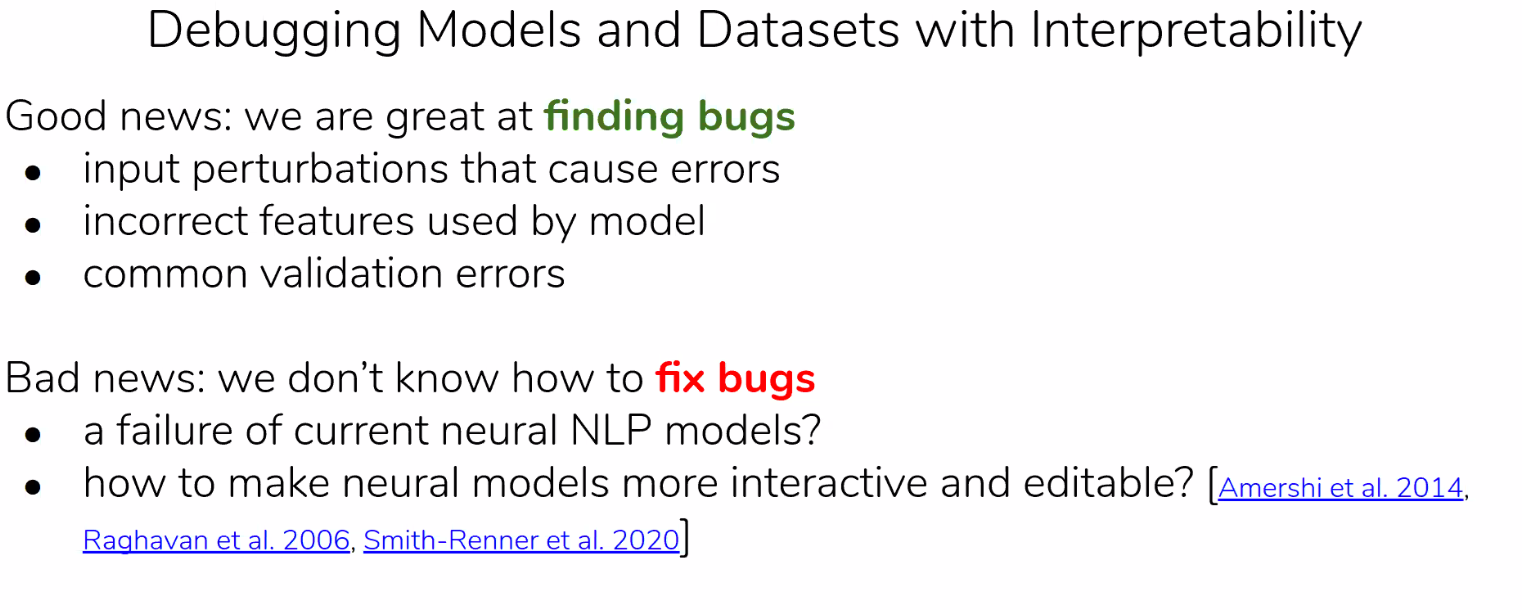 Debugging Models and Datasets with Interpretability
Good news: we are great at finding bugs
● input perturbations that cause errors
● incorrect features used by model
● common validation errors
Bad news: we don’t know how to fix bugs
● a failure of current neural NLP models?
● how to make neural models more interactive and editable? [Amershi et al. 2014,
Raghavan et al. 2006, Smith-Renner et al. 2020]